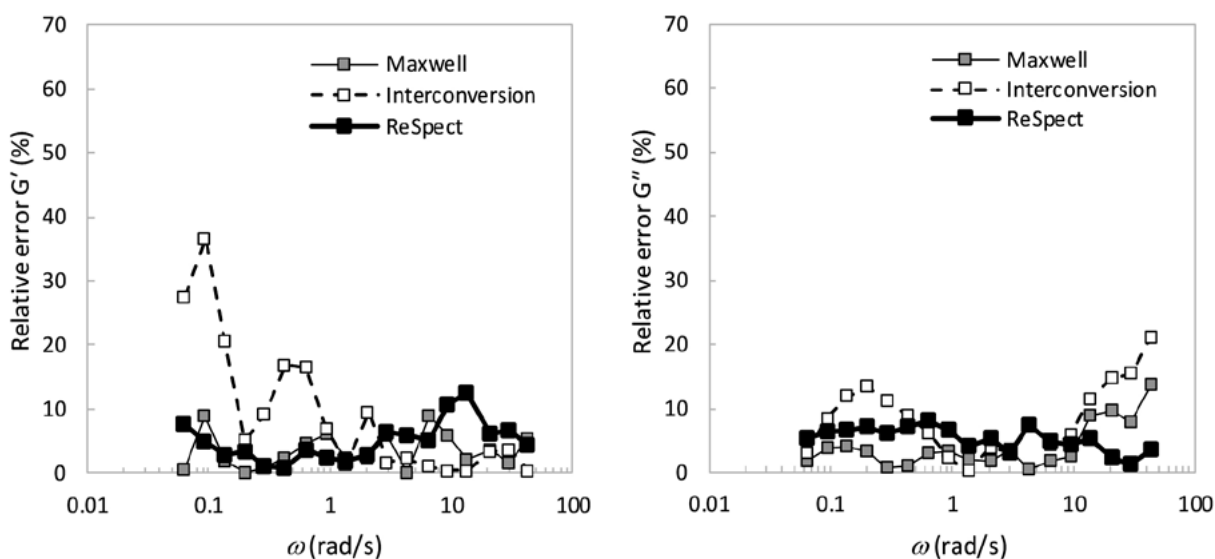 Relative error G′ (%)
70
60
50
40
30
20
10
0
Maxwell
Interconversion
ReSpect
0.01
0.1
1
10
100
ω (rad/s)
Relative error G″ (%)
70
60
50
40
30
20
10
0
Maxwell
Interconversion
ReSpect
0.01
0.1
1
10
100
ω (rad/s)